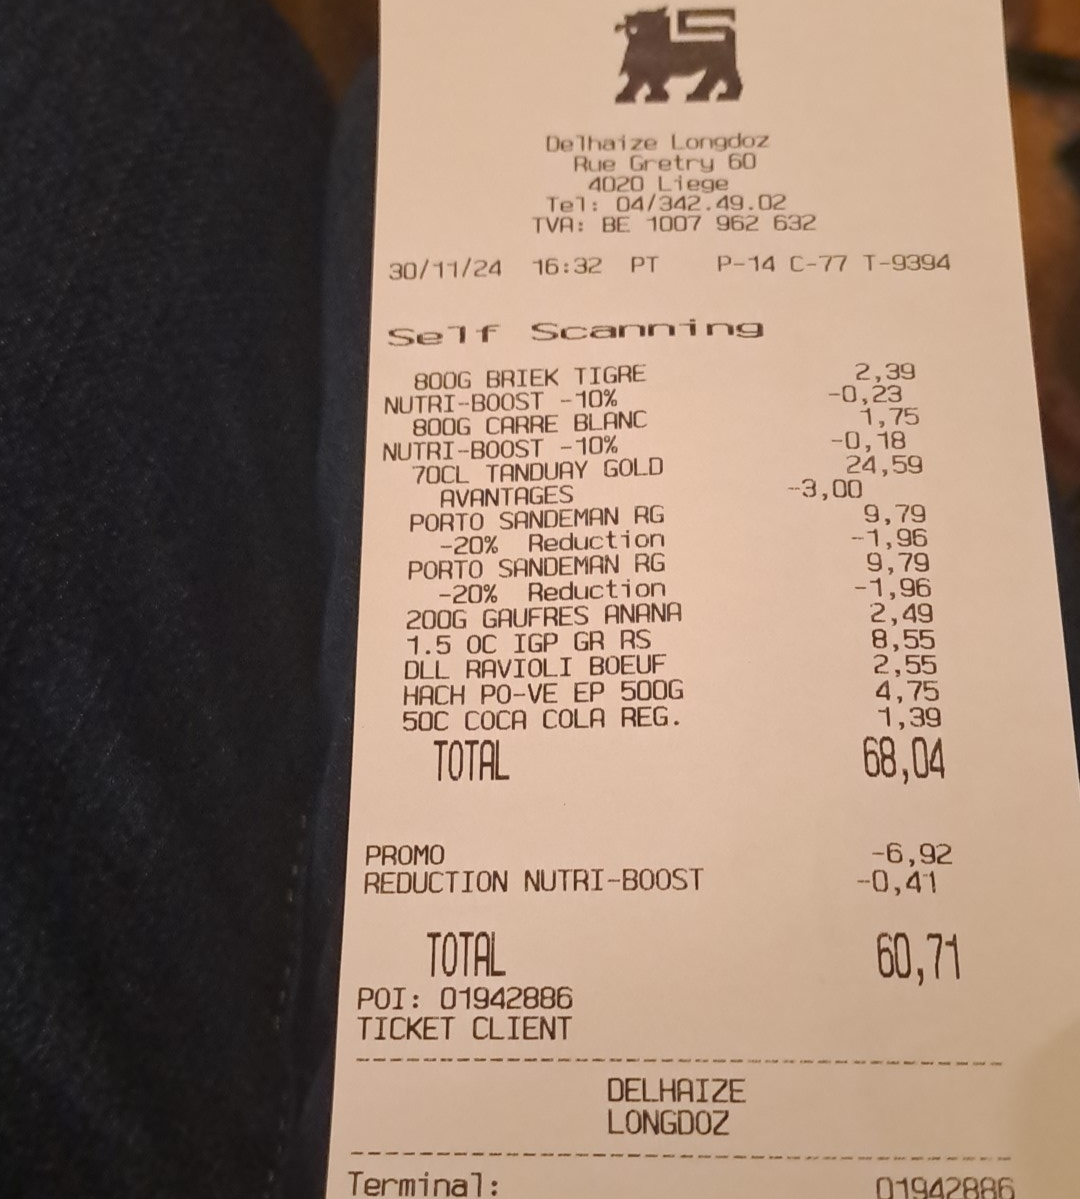 Delhaize Longdoz
Rue Gretry 60
4020 Liege
Tel: 04/342.49.02
TVA: BE 1007 962 632
30/11/24 16:32 PT P-14 C-77 T-9394
Self Scanning
800G BRIEK TIGRE 2,39
NUTRI-BOOST -10% -0,23
800G CARRE BLANC 1,75
NUTRI-BOOST -10% -0,18
70CL TANDUAY GOLD 24,59
AVANTAGES -3,00
PORTO SANDEMAN RG 9,79
-20% Reduction -1,96
PORTO SANDEMAN RG 9,79
-20% Reduction -1,96
200G GAUFRES ANANA 2,49
1.5 OC IGP GR RS 8,55
DLL RAVIOLI BOEUF 2,55
HACH PO-VE EP 500G 4,75
50C COCA COLA REG. 1,39
TOTAL 68,04
PROMO -6,92
REDUCTION NUTRI-BOOST -0,41
TOTAL 60,71
POI: 01942886
TICKET CLIENT
DELHAIZE
LONGDOZ
Terminal: 01942886